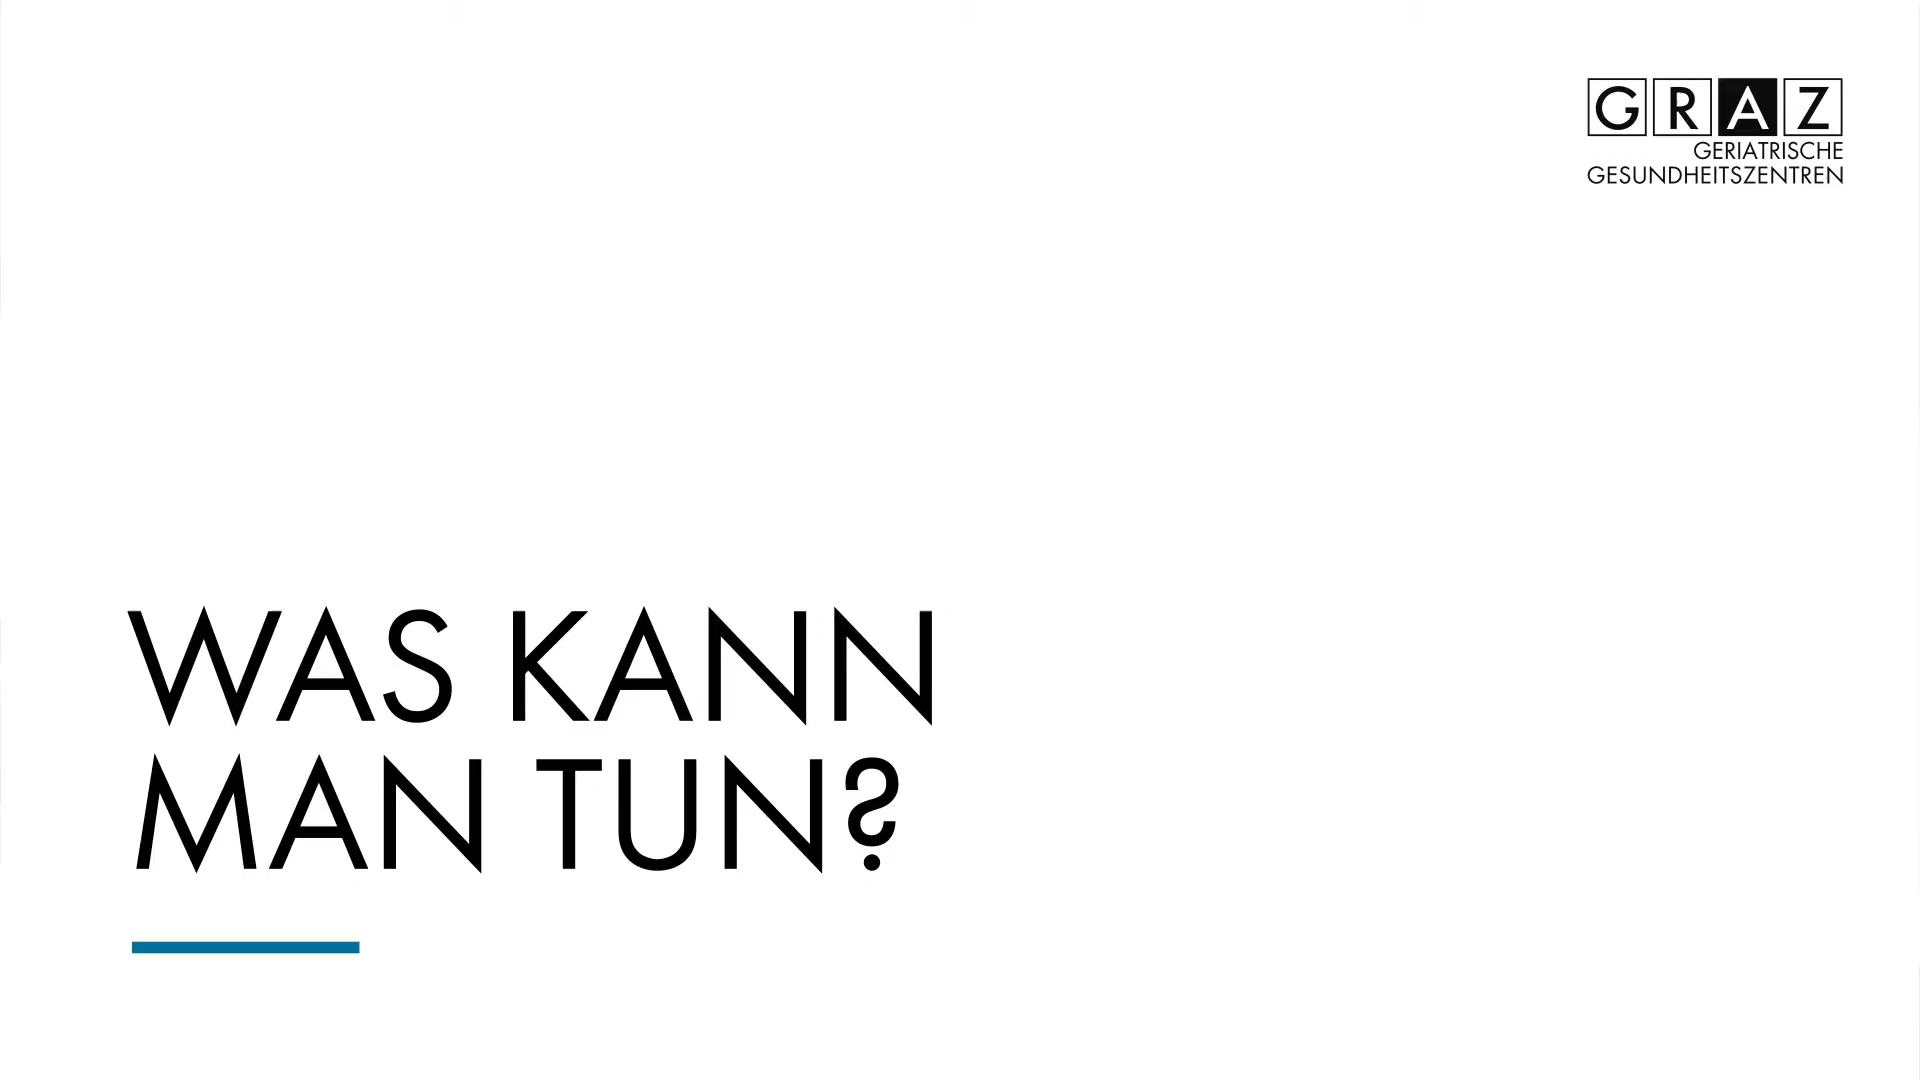 GRAZ
GERIATRISCHE
GESUNDHEITSZENTREN
WAS KANN
MAN TUN?